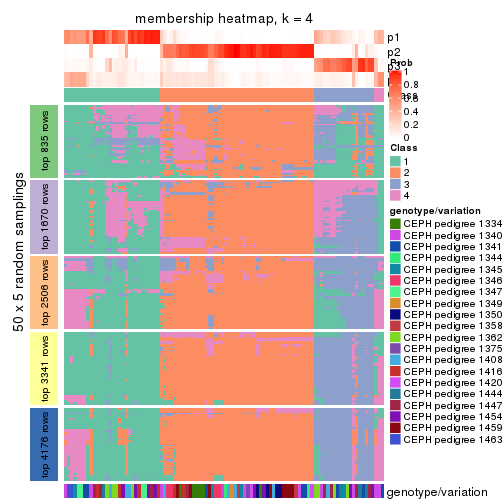 membership heatmap, k = 4
p1
p2
p3
Prob
1
0.8
0.6
0.4
0.2
0
Class
1
2
3
4
50 x 5 random samplings
top 835 rows
top 1670 rows
top 2506 rows
top 3341 rows
top 4176 rows
genotype/variation
CEPH pedigree 1334
CEPH pedigree 1340
CEPH pedigree 1341
CEPH pedigree 1344
CEPH pedigree 1345
CEPH pedigree 1346
CEPH pedigree 1347
CEPH pedigree 1349
CEPH pedigree 1350
CEPH pedigree 1358
CEPH pedigree 1362
CEPH pedigree 1375
CEPH pedigree 1408
CEPH pedigree 1416
CEPH pedigree 1420
CEPH pedigree 1444
CEPH pedigree 1447
CEPH pedigree 1454
CEPH pedigree 1459
CEPH pedigree 1463
genotype/variation